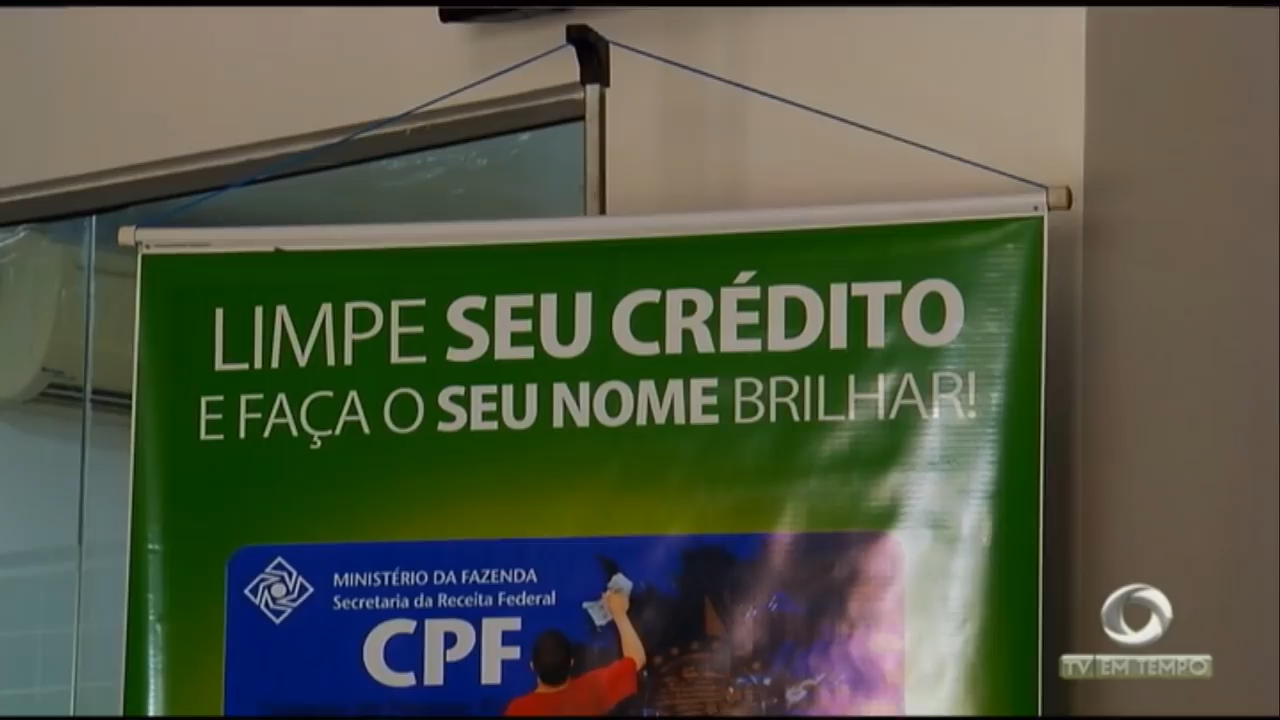 LIMPE SEU CRÉDITO
E FAÇA O SEU NOME BRILHAR!
MINISTÉRIO DA FAZENDA
Secretaria da Receita Federal
CPF
TV EM TEMPO